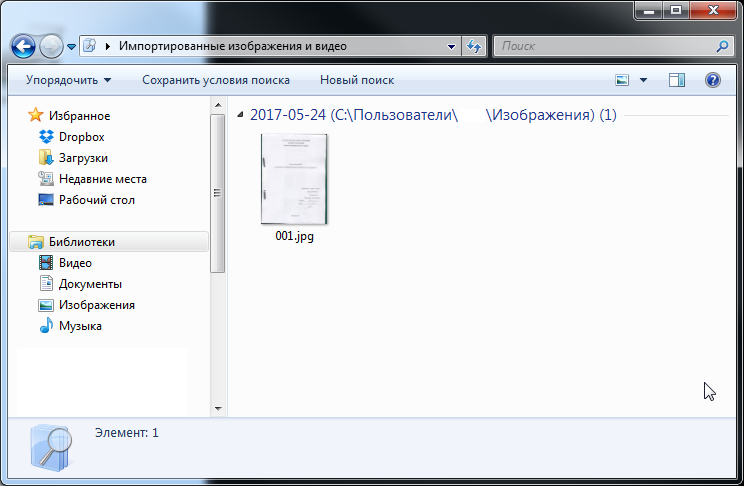 Импортированные изображения и видео
Поиск
Упорядочить
Сохранить условия поиска
Новый поиск
Избранное
Dropbox
Загрузки
Недавние места
Рабочий стол
Библиотеки
Видео
Документы
Изображения
Музыка
2017-05-24 (C:\Пользователи\ \Изображения) (1)
001.jpg
Элемент: 1